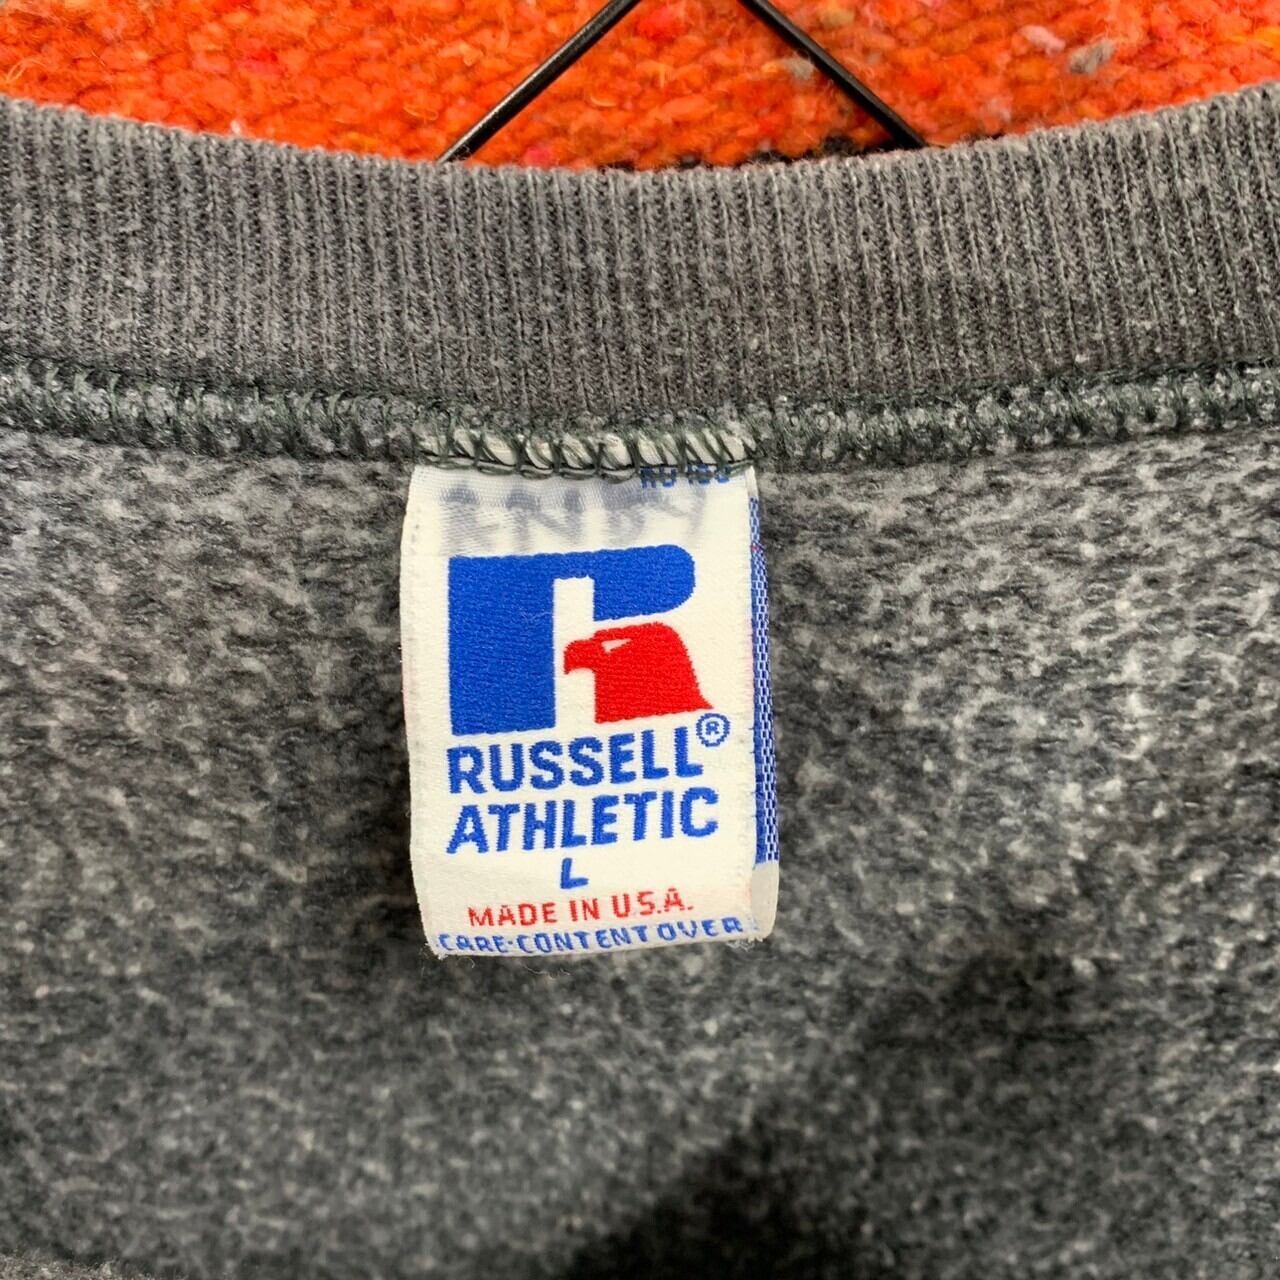 RUSSELL®
ATHLETIC
L
MADE IN U.S.A.
CARE-CONTENT OVER